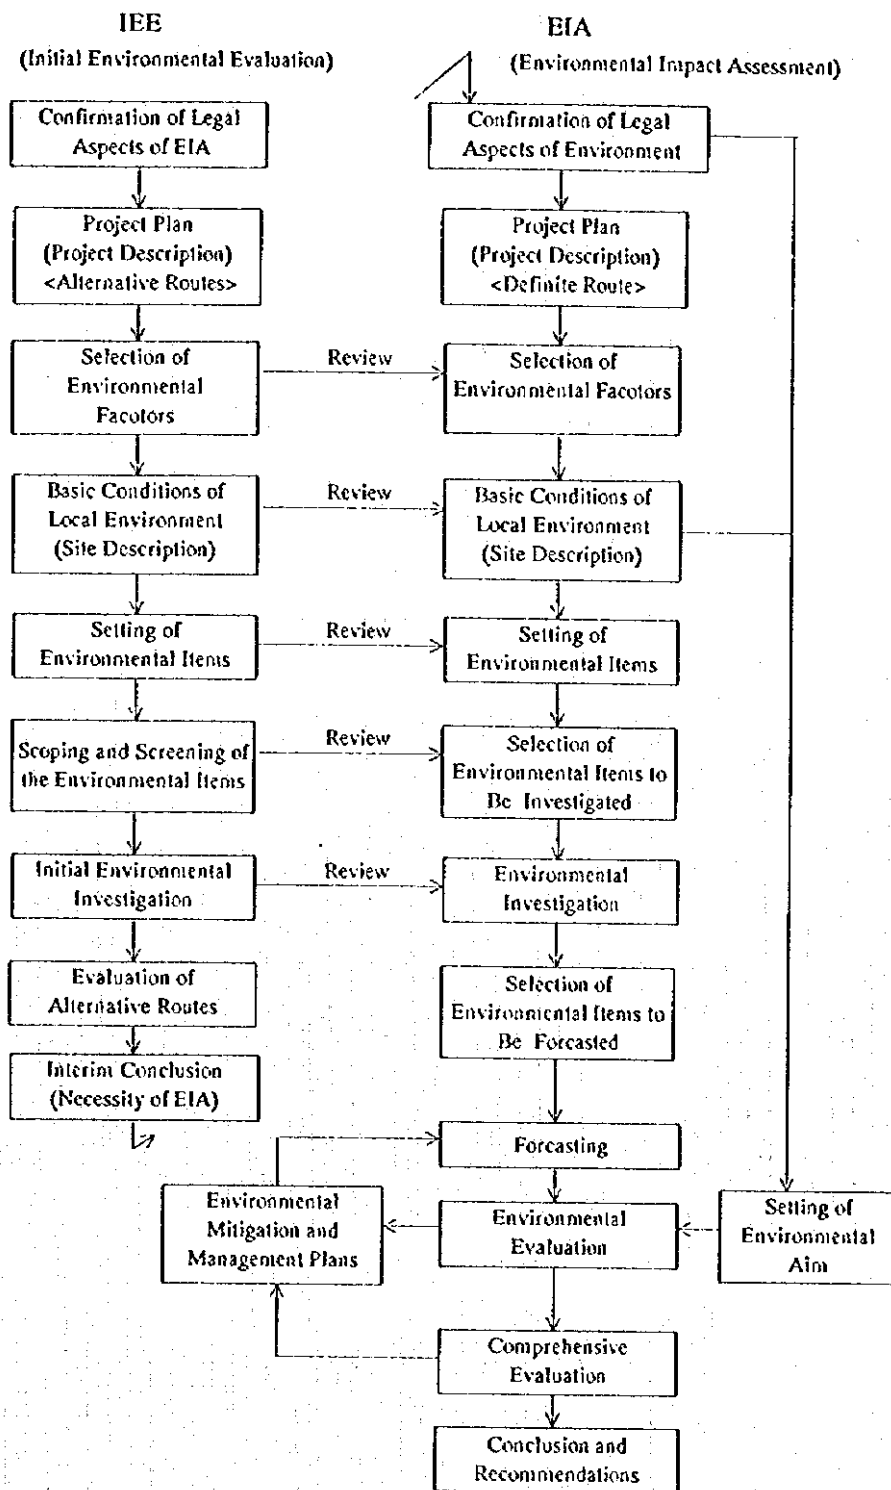 IEE
(Initial Environmental Evaluation)
Confirmation of Legal
Aspects of EIA
Project Plan
(Project Description)
<Alternative Routes>
Selection of
Environmental
Facotors
Basic Conditions of
Local Environment
(Site Description)
Setting of
Environmental Items
Scoping and Screening of
the Environmental Items
Initial Environmental
Investigation
Evaluation of
Alternative Routes
Interim Conclusion
(Necessity of EIA)
Review
Review
Review
Review
Review
EIA
(Environmental Impact Assessment)
Confirmation of Legal
Aspects of Environment
Project Plan
(Project Description)
<Definite Route>
Selection of
Environmental Facotors
Basic Conditions of
Local Environment
(Site Description)
Setting of
Environmental Items
Selection of
Environmental Items to
Be Investigated
Environmental
Investigation
Selection of
Environmental Items to
Be Forcasted
Forcasting
Environmental
Mitigation and
Management Plans
Environmental
Evaluation
Setting of
Environmental
Aim
Comprehensive
Evaluation
Conclusion and
Recommendations